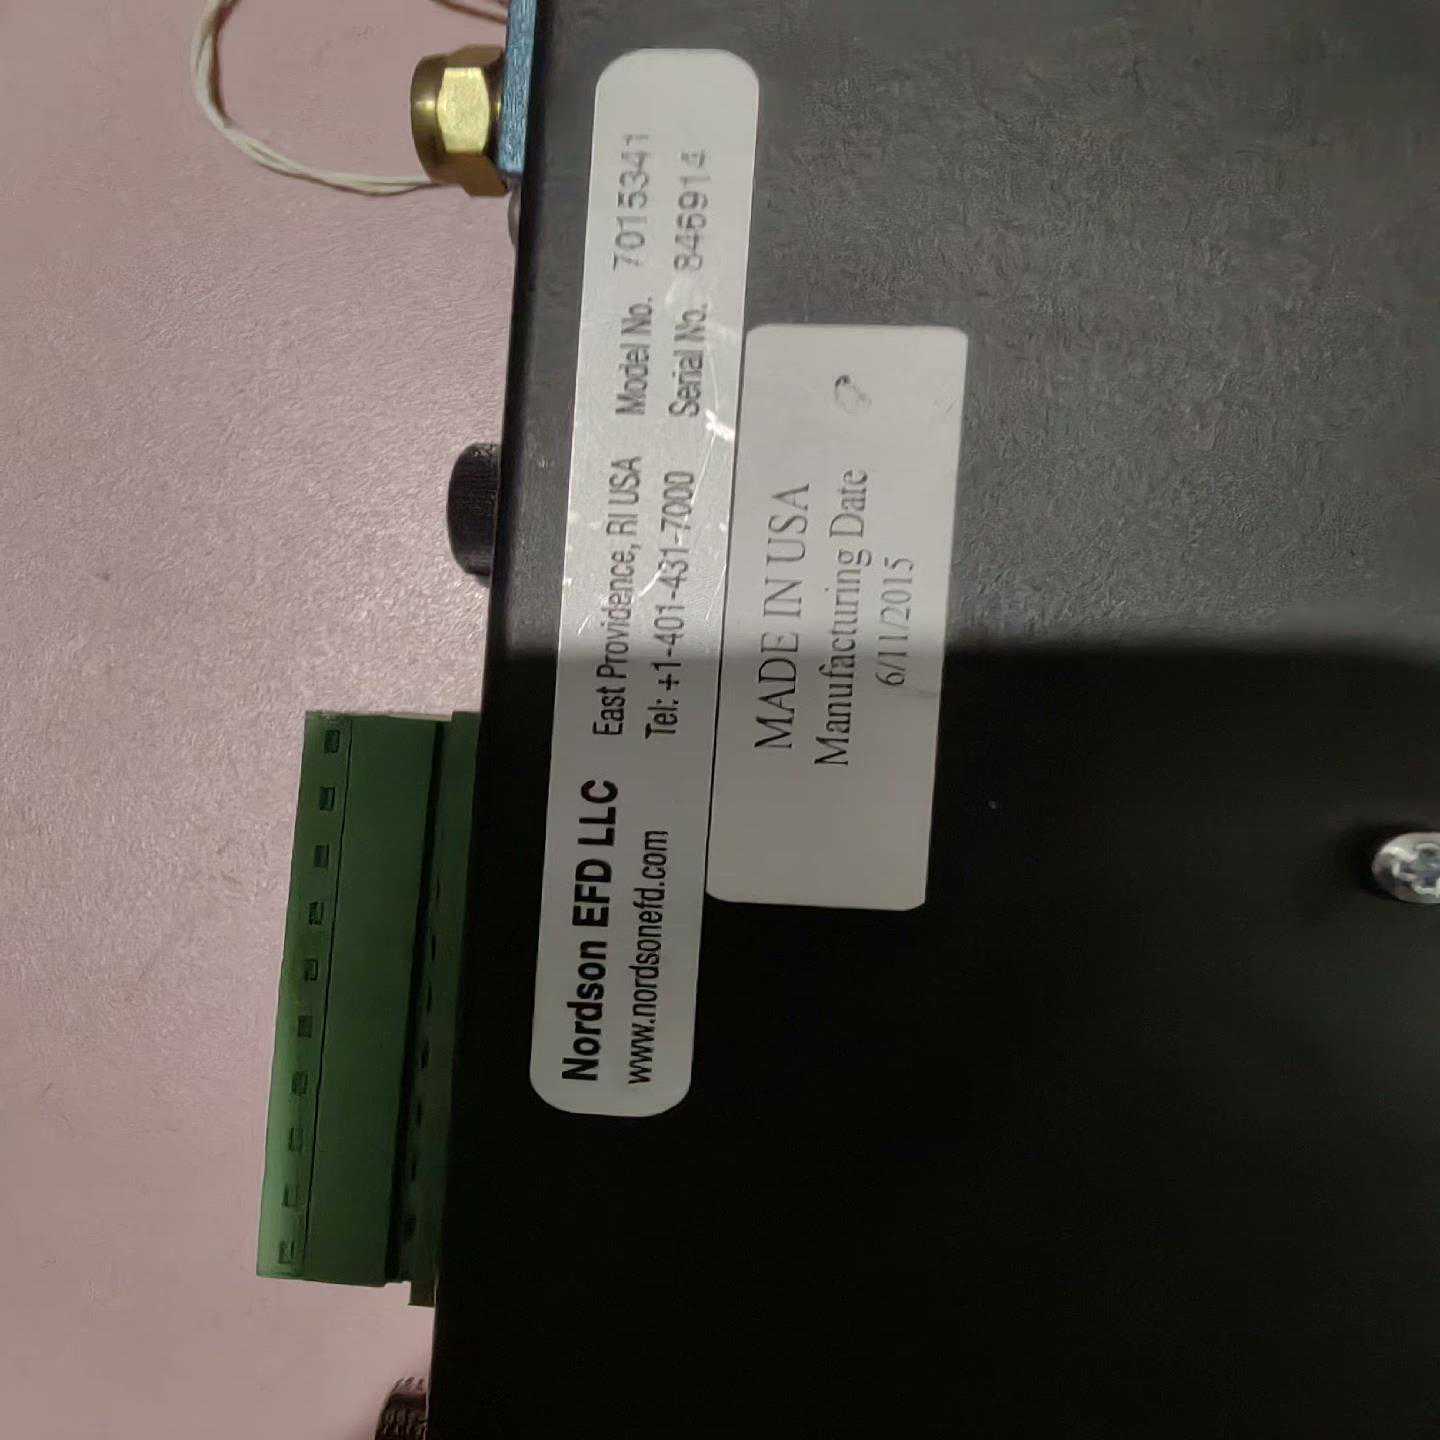 Nordson EFD LLC East Providence, RI USA Model No. 7015341
www.nordsonefd.com Tel: +1-401-431-7000 Serial No. 846914
MADE IN USA
Manufacturing Date
6/11/2015